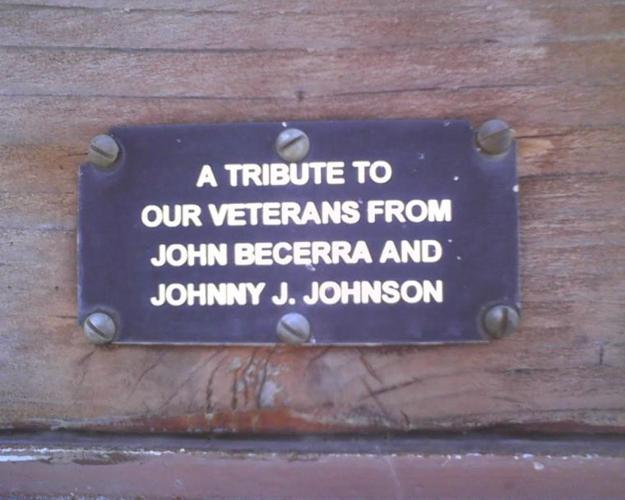 A TRIBUTE TO
OUR VETERANS FROM
JOHN BECERRA AND
JOHNNY J. JOHNSON